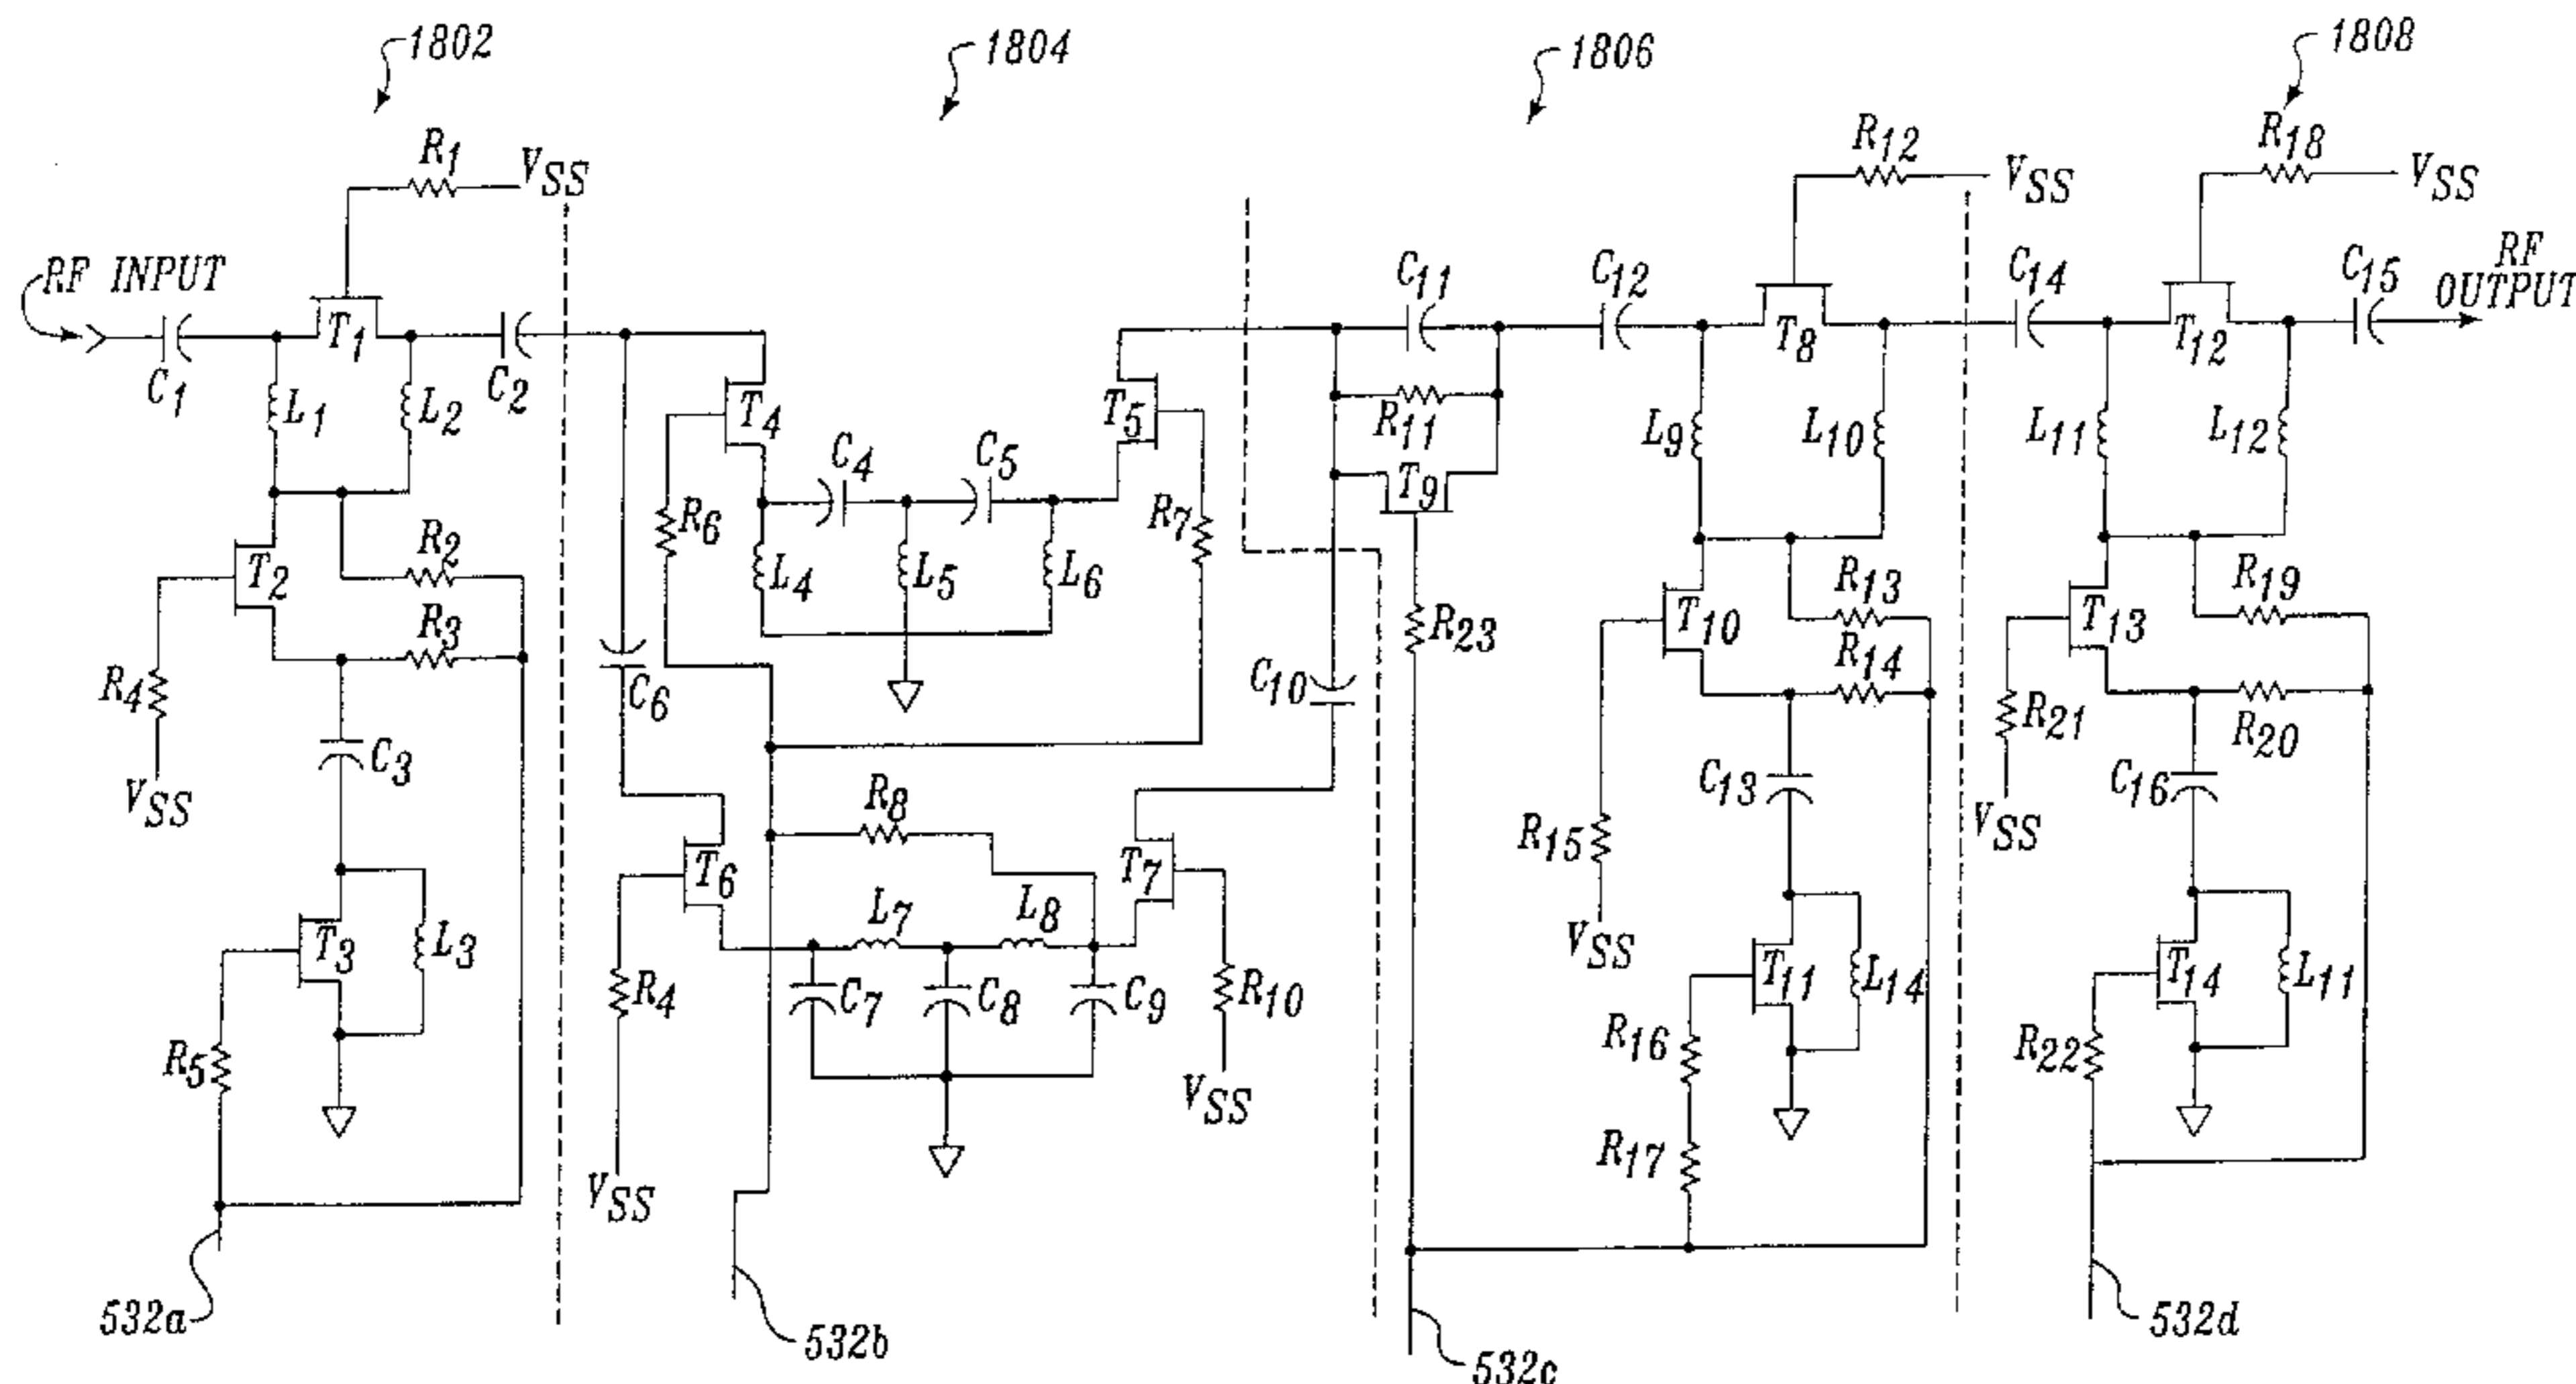 1802
1804
1806
1808
R1
VSS
R12
VSS
R18
VSS
RF INPUT
C1
T1
C2
L1
L2
T4
T5
C11
C12
T8
C14
T12
C15
RF
OUTPUT
R11
T9
L9
L10
L11
L12
C4
C5
R6
R7
L4
L5
L6
T2
R2
R3
R4
VSS
C3
C6
C10
R23
T10
R13
R14
T13
R19
R20
R21
VSS
R8
T6
T7
L7
L8
C7
C8
C9
R4
R10
VSS
VSS
T3
L3
R5
R15
VSS
C13
C16
T11
L14
R16
R17
T14
L11
R22
532a
532b
532c
532d